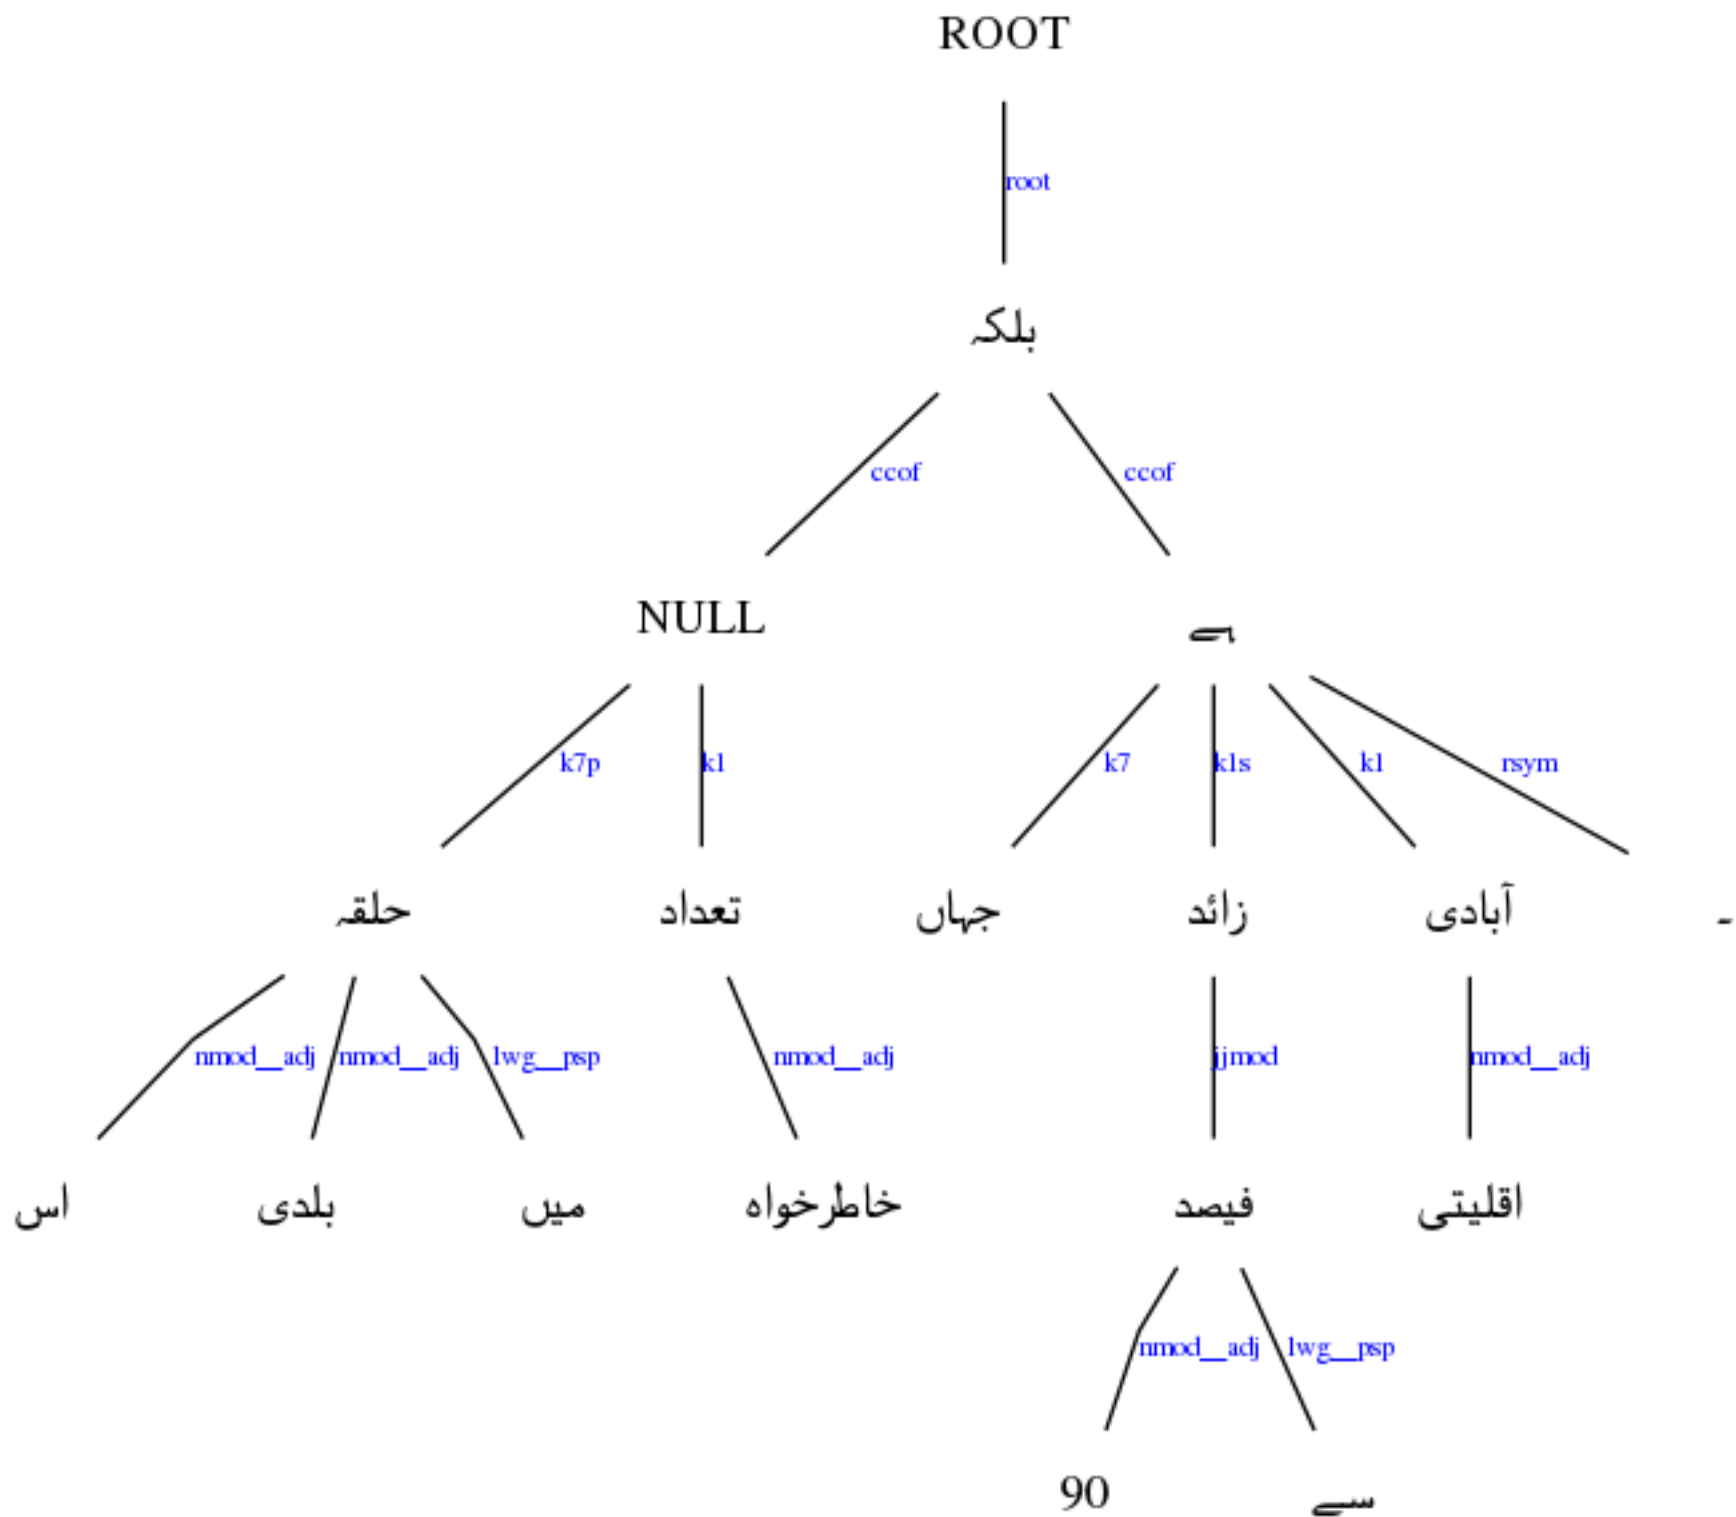 ROOT
root
بلکہ
ccof ccof
NULL ہے
k7p k1 k7 k1s k1 rsym
حلقہ تعداد جہاں زائد آبادی ۔
nmod__adj nmod__adj lwg__psp nmod__adj jjmod nmod__adj
اس بلدی میں خاطرخواہ فیصد اقلیتی
nmod__adj lwg__psp
90 سے